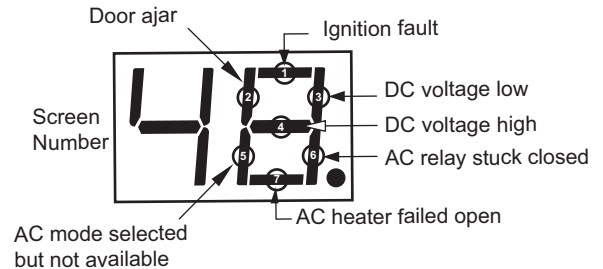 Door ajar
Ignition fault
1
2
3
DC voltage low
Screen
Number
4
DC voltage high
5
6
AC relay stuck closed
7
AC heater failed open
AC mode selected
but not available